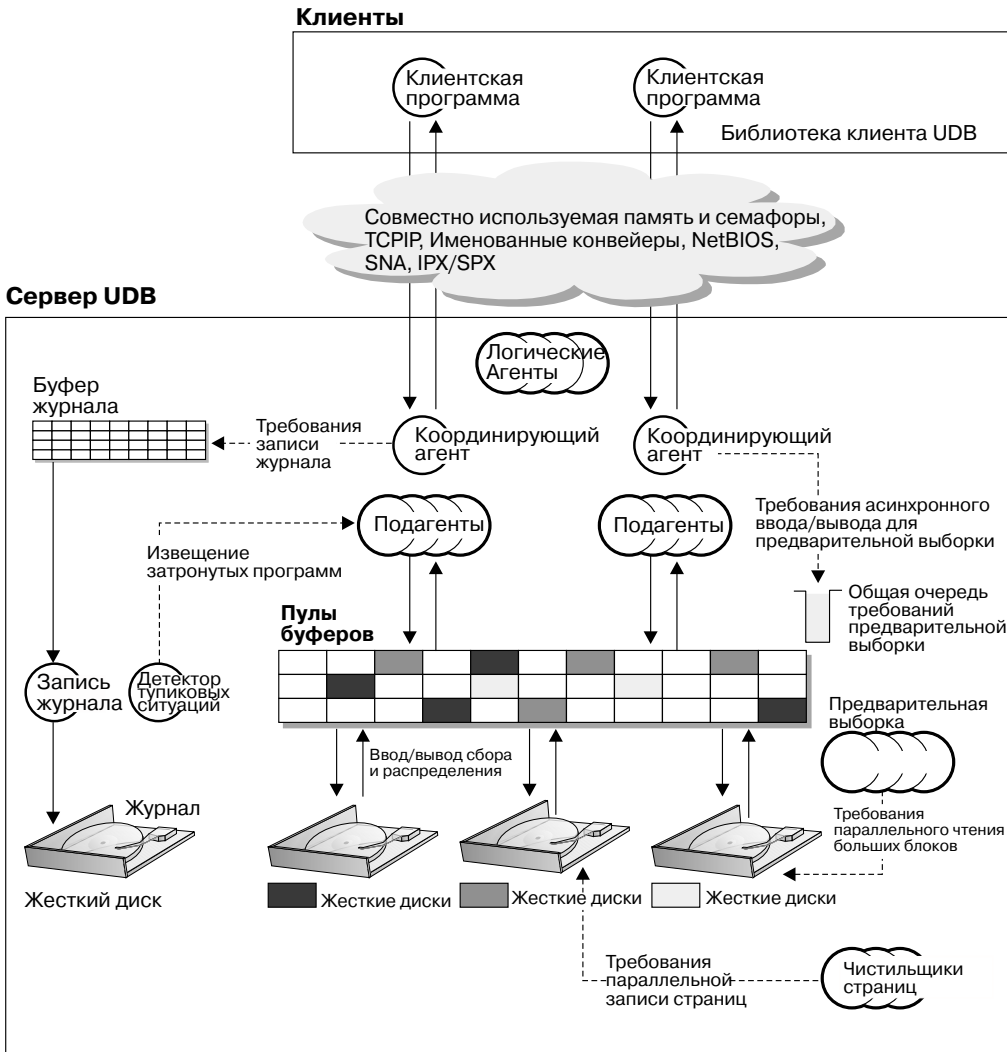 Клиенты
Клиентская
программа
Клиентская
программа
Библиотека клиента UDB
Совместно используемая память и семафоры,
TCPIP, Именованные конвейеры, NetBIOS,
SNA, IPX/SPX
Сервер UDB
Логические
Агенты
Буфер
журнала
Требования
записи
журнала
Координирующий
агент
Координирующий
агент
Подагенты
Подагенты
Требования асинхронного
ввода/вывода для
предварительной выборки
Извещение
затронутых программ
Общая очередь
требований
предварительной
выборки
Пулы
буферов
Запись
журнала
Детектор
тупиковых
ситуаций
Предварительная
выборка
Ввод/вывод сбора
и распределения
Журнал
Требования
параллельного чтения
больших блоков
Жесткий диск
Жесткие диски
Жесткие диски
Жесткие диски
Требования
параллельной
записи страниц
Чистильщики
страниц